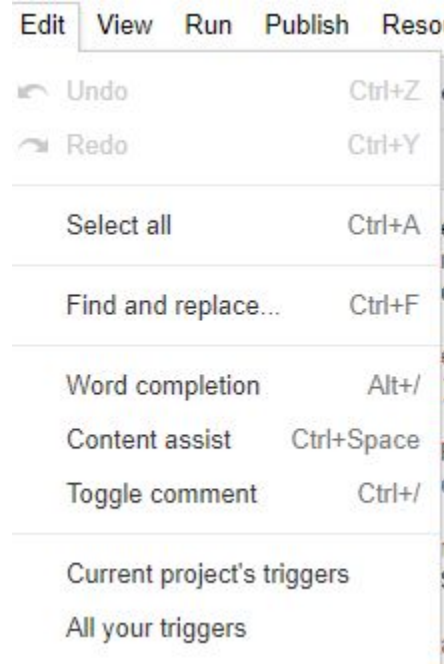 Edit View Run Publish Reso
Undo Ctrl+Z
Redo Ctrl+Y
Select all Ctrl+A
Find and replace... Ctrl+F
Word completion Alt+/
Content assist Ctrl+Space
Toggle comment Ctrl+/
Current project's triggers
All your triggers